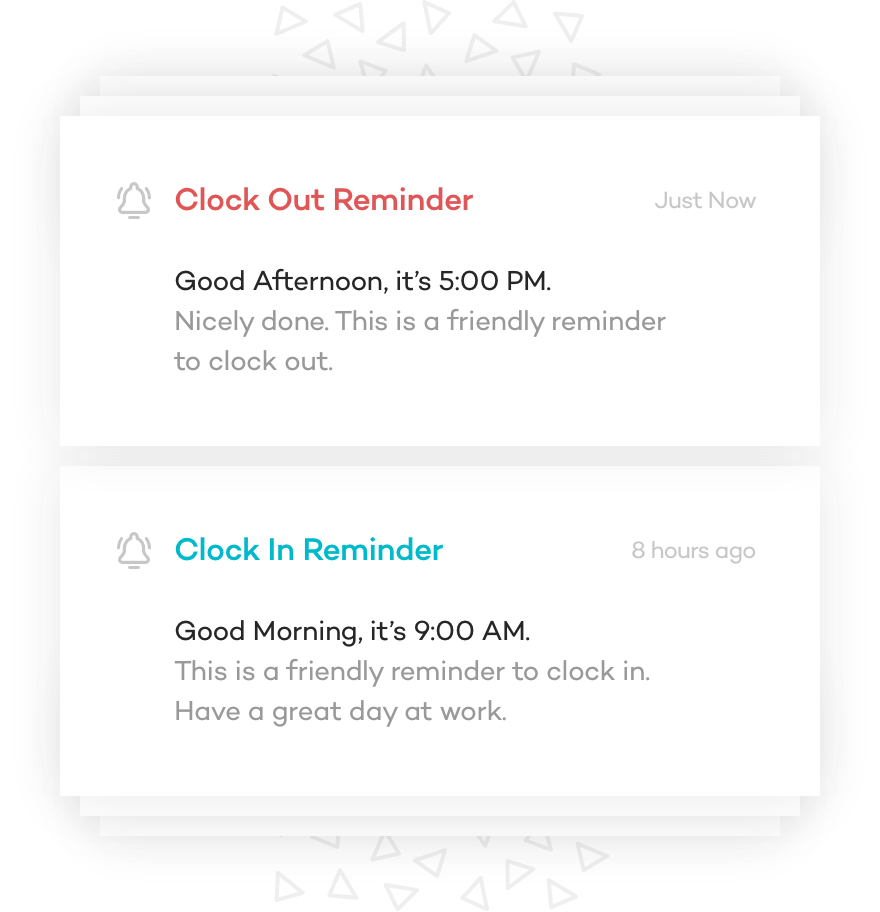 Clock Out Reminder
Just Now
Good Afternoon, it’s 5:00 PM.
Nicely done. This is a friendly reminder
to clock out.
Clock In Reminder
8 hours ago
Good Morning, it’s 9:00 AM.
This is a friendly reminder to clock in.
Have a great day at work.